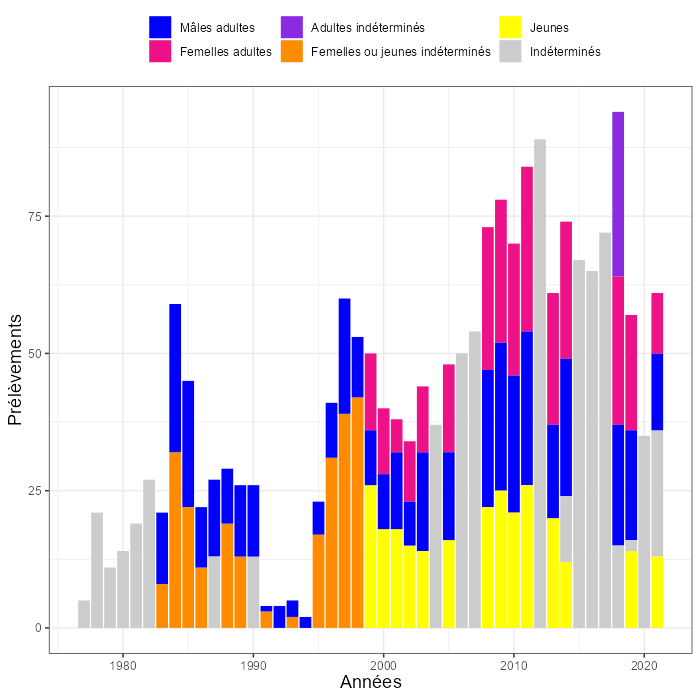 Mâles adultes Adultes indéterminés Jeunes
Femelles adultes Femelles ou jeunes indéterminés Indéterminés
Prélèvements
75
50
25
0
1980 1990 2000 2010 2020
Années